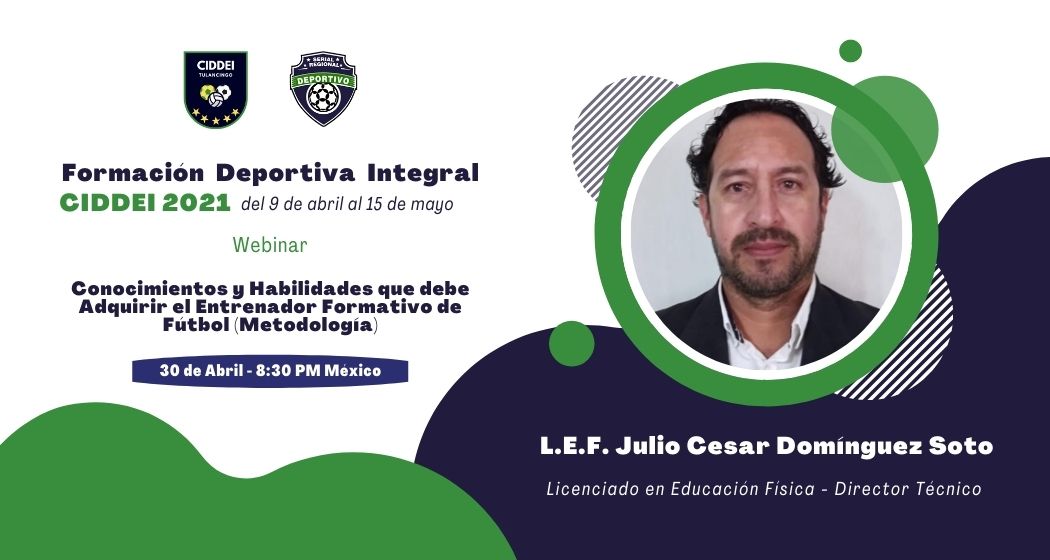 CIDDEI
TULANCINGO
SERIAL
REGIONAL
DEPORTIVO
Formación Deportiva Integral
CIDDEI 2021 del 9 de abril al 15 de mayo
Webinar
Conocimientos y Habilidades que debe
Adquirir el Entrenador Formativo de
Fútbol (Metodología)
30 de Abril - 8:30 PM México
L.E.F. Julio Cesar Domínguez Soto
Licenciado en Educación Física - Director Técnico